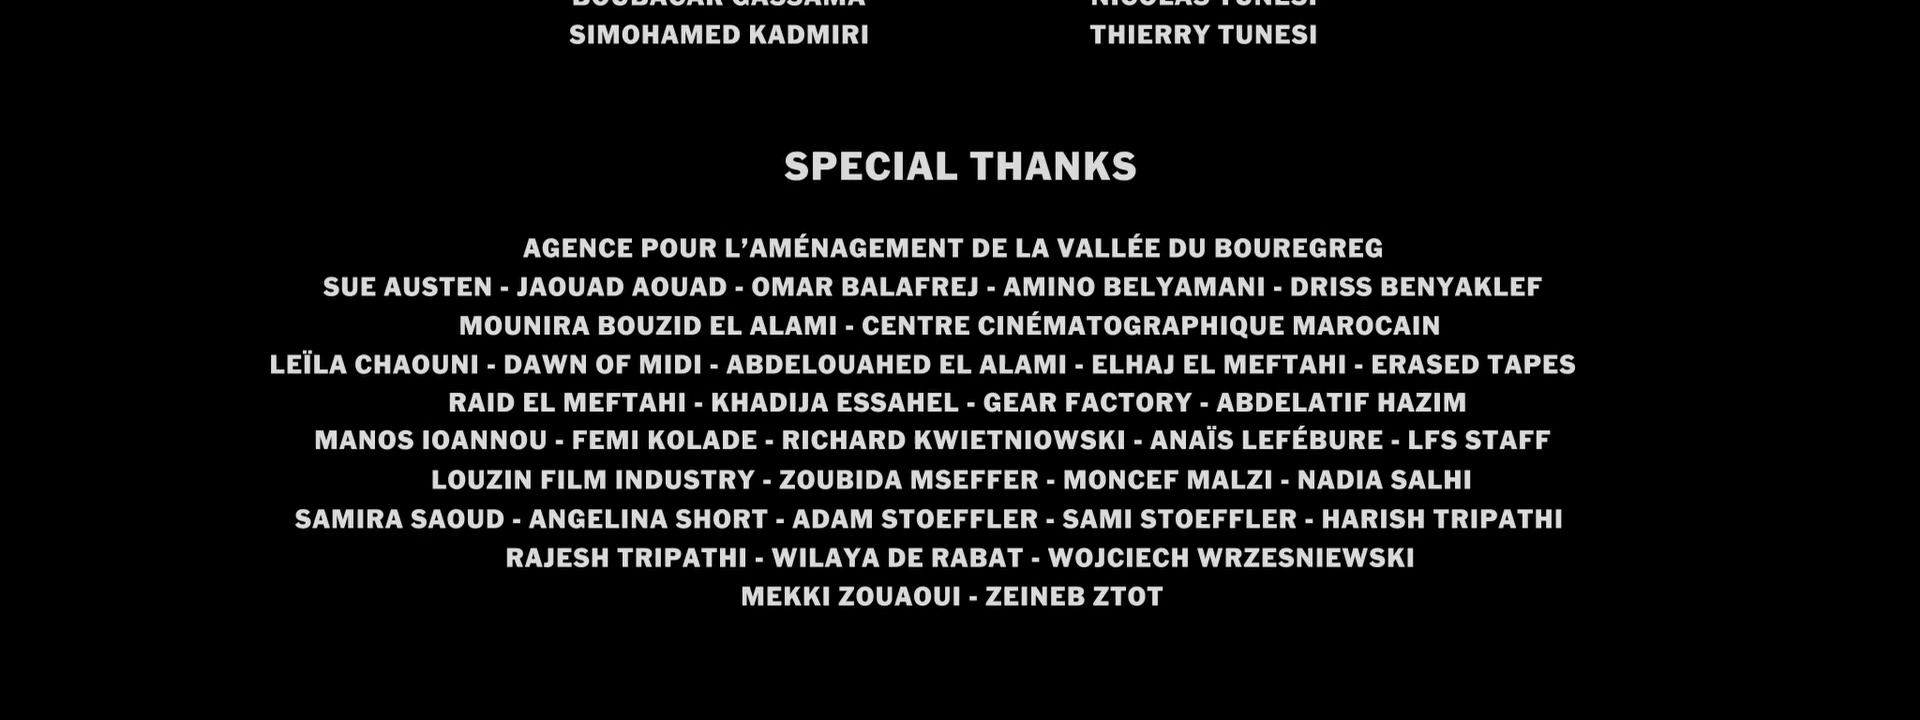 BOUBACAR GASSAMA NICOLAS TUNESI
SIMOHAMED KADMIRI THIERRY TUNESI
SPECIAL THANKS
AGENCE POUR L’AMÉNAGEMENT DE LA VALLÉE DU BOUREGREG
SUE AUSTEN - JAOUAD AOUAD - OMAR BALAFREJ - AMINO BELYAMANI - DRISS BENYAKLEF
MOUNIRA BOUZID EL ALAMI - CENTRE CINÉMATOGRAPHIQUE MAROCAIN
LEÏLA CHAOUNI - DAWN OF MIDI - ABDELOUAHED EL ALAMI - ELHAJ EL MEFTAHI - ERASED TAPES
RAID EL MEFTAHI - KHADIJA ESSAHEL - GEAR FACTORY - ABDELATIF HAZIM
MANOS IOANNOU - FEMI KOLADE - RICHARD KWIETNIOWSKI - ANAÏS LEFÉBURE - LFS STAFF
LOUZIN FILM INDUSTRY - ZOUBIDA MSEFFER - MONCEF MALZI - NADIA SALHI
SAMIRA SAOUD - ANGELINA SHORT - ADAM STOEFFLER - SAMI STOEFFLER - HARISH TRIPATHI
RAJESH TRIPATHI - WILAYA DE RABAT - WOJCIECH WRZESNIEWSKI
MEKKI ZOUAOUI - ZEINEB ZTOT